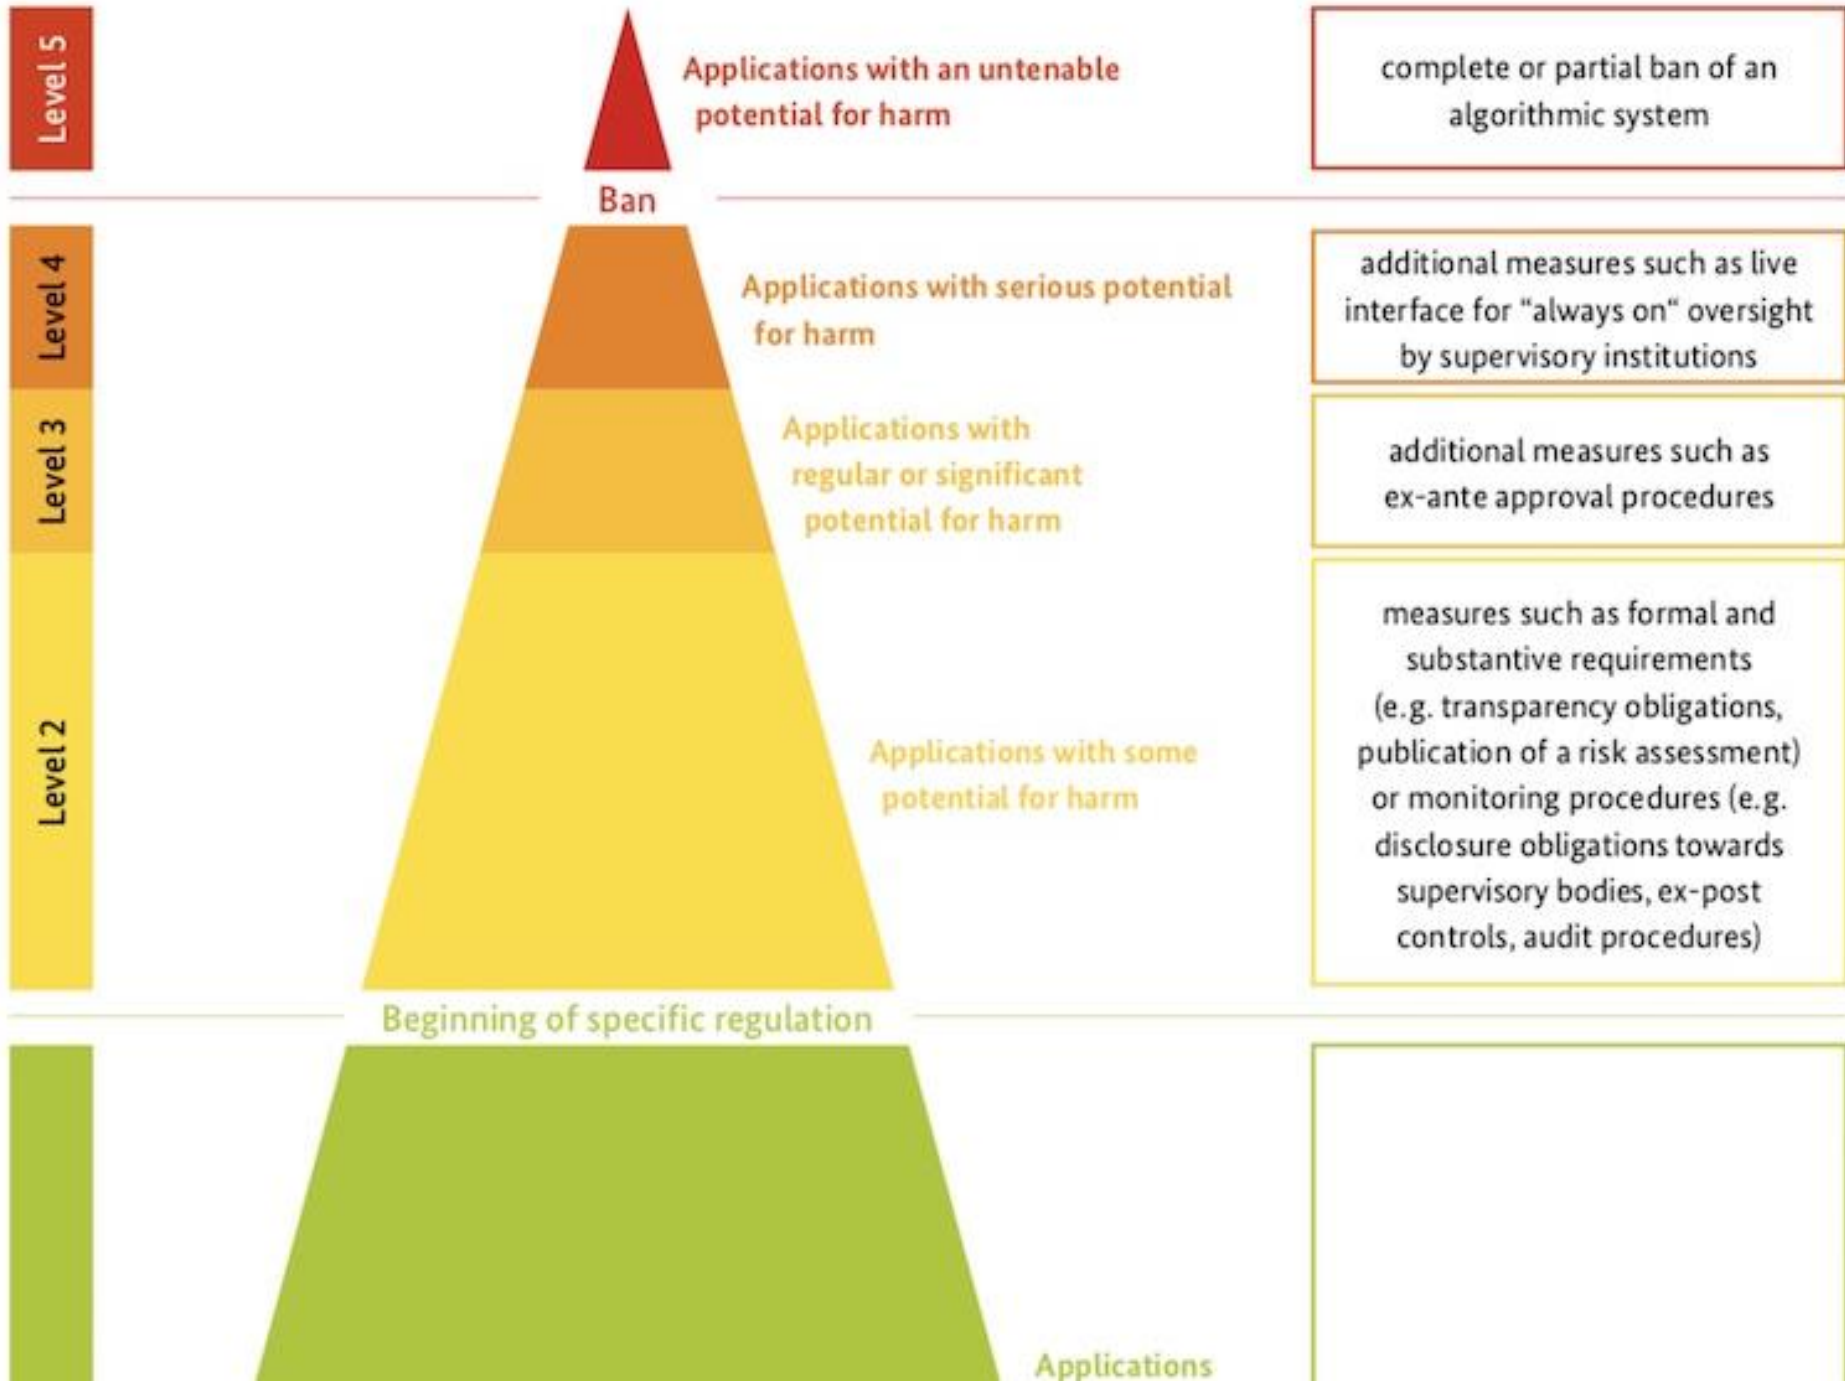 Level 5
Applications with an untenable
potential for harm
complete or partial ban of an
algorithmic system
Ban
Level 4
Applications with serious potential
for harm
additional measures such as live
interface for "always on“ oversight
by supervisory institutions
Level 3
Applications with
regular or significant
potential for harm
additional measures such as
ex-ante approval procedures
Level 2
Applications with some
potential for harm
measures such as formal and
substantive requirements
(e.g. transparency obligations,
publication of a risk assessment)
or monitoring procedures (e.g.
disclosure obligations towards
supervisory bodies, ex-post
controls, audit procedures)
Beginning of specific regulation
Applications